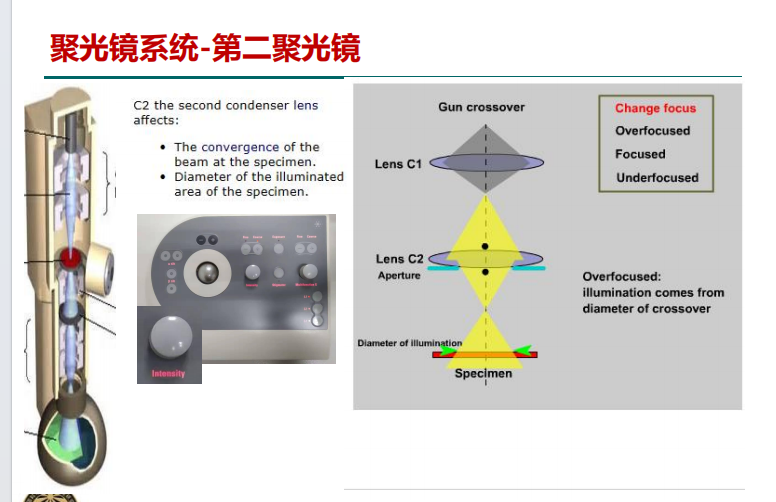 聚光镜系统-第二聚光镜
C2 the second condenser lens
affects:
• The convergence of the
beam at the specimen.
• Diameter of the illuminated
area of the specimen.
Intensity
Gun crossover
Lens C1
Lens C2
Aperture
Diameter of illumination
Specimen
Change focus
Overfocused
Focused
Underfocused
Overfocused:
illumination comes from
diameter of crossover